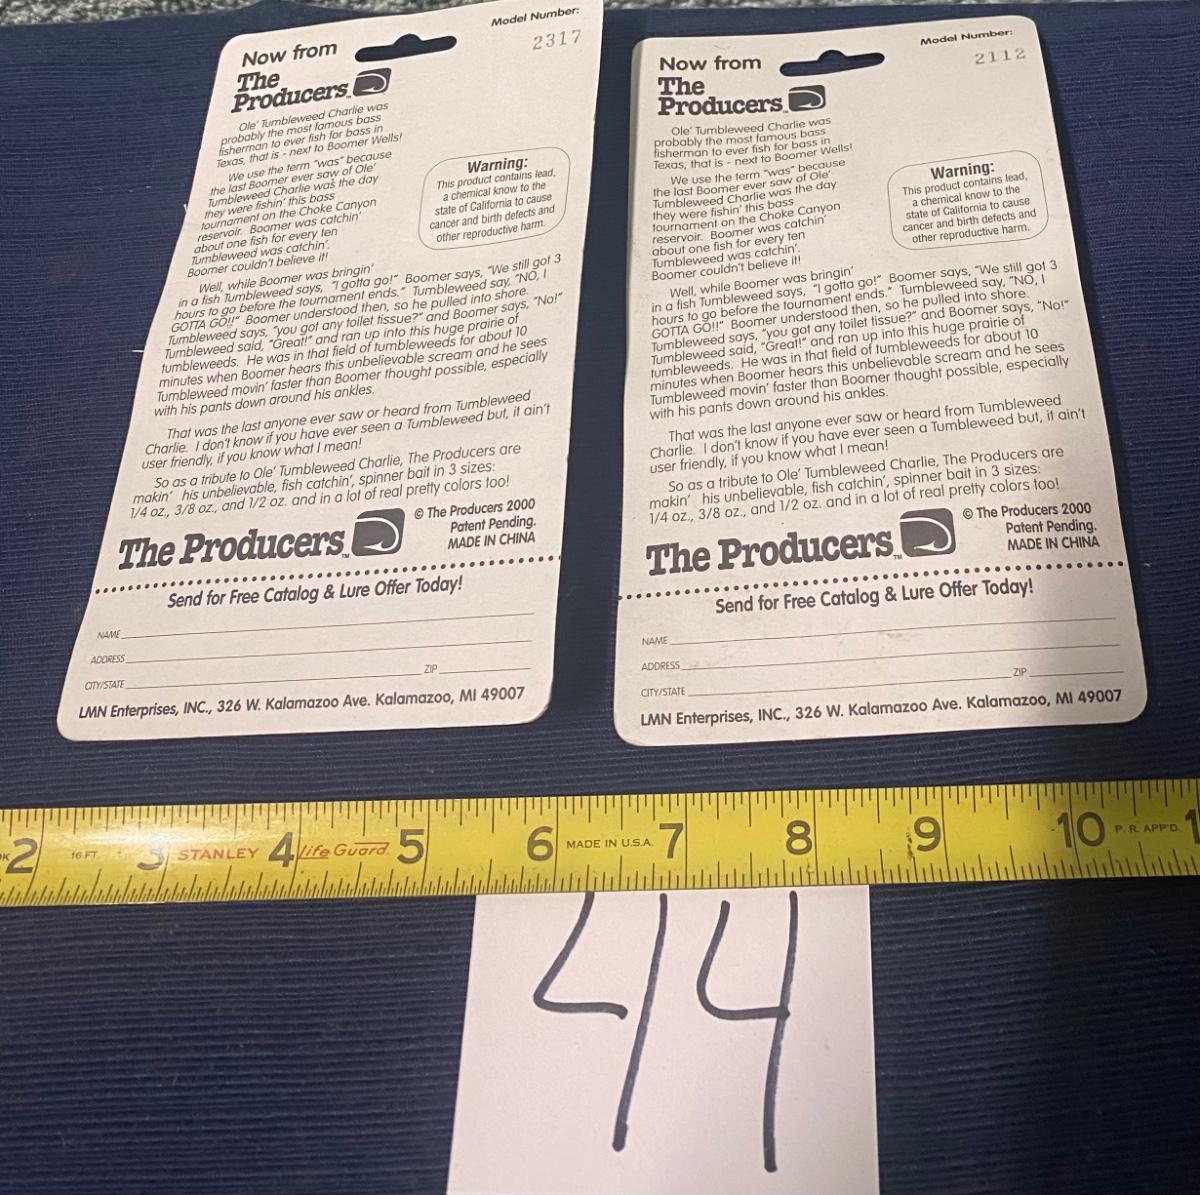 Model Number:
2317
Now from
The
Producers™
Ole' Tumbleweed Charlie was
probably the most famous bass
fisherman to ever fish for bass in
Texas, that is - next to Boomer Wells!
We use the term "was" because
the last Boomer ever saw of Ole'
Tumbleweed Charlie was the day
they were fishin' this bass
tournament on the Choke Canyon
reservoir. Boomer was catchin'
about one fish for every ten
Tumbleweed was catchin'.
Boomer couldn't believe it!
Warning:
This product contains lead,
a chemical know to the
state of California to cause
cancer and birth defects and
other reproductive harm.
Well, while Boomer was bringin'
in a fish Tumbleweed says, "I gotta go!" Boomer says, "We still got 3
hours to go before the tournament ends." Tumbleweed say, "NO, I
GOTTA GO!!" Boomer understood then, so he pulled into shore.
Tumbleweed says, "you got any toilet tissue?" and Boomer says, "No!"
Tumbleweed said, "Great!" and ran up into this huge prairie of
tumbleweeds. He was in that field of tumbleweeds for about 10
minutes when Boomer hears this unbelievable scream and he sees
Tumbleweed movin' faster than Boomer thought possible, especially
with his pants down around his ankles.
That was the last anyone ever saw or heard from Tumbleweed
Charlie. I don't know if you have ever seen a Tumbleweed but, it ain't
user friendly, if you know what I mean!
So as a tribute to Ole' Tumbleweed Charlie, The Producers are
makin' his unbelievable, fish catchin', spinner bait in 3 sizes:
1/4 oz., 3/8 oz., and 1/2 oz. and in a lot of real pretty colors too!
The Producers™
© The Producers 2000
Patent Pending.
MADE IN CHINA
Send for Free Catalog & Lure Offer Today!
NAME
ADDRESS
CITY/STATE ZIP
LMN Enterprises, INC., 326 W. Kalamazoo Ave. Kalamazoo, MI 49007
Model Number:
2112
Now from
The
Producers™
Ole' Tumbleweed Charlie was
probably the most famous bass
fisherman to ever fish for bass in
Texas, that is - next to Boomer Wells!
We use the term "was" because
the last Boomer ever saw of Ole'
Tumbleweed Charlie was the day
they were fishin' this bass
tournament on the Choke Canyon
reservoir. Boomer was catchin'
about one fish for every ten
Tumbleweed was catchin'.
Boomer couldn't believe it!
Warning:
This product contains lead,
a chemical know to the
state of California to cause
cancer and birth defects and
other reproductive harm.
Well, while Boomer was bringin'
in a fish Tumbleweed says, "I gotta go!" Boomer says, "We still got 3
hours to go before the tournament ends." Tumbleweed say, "NO, I
GOTTA GO!!" Boomer understood then, so he pulled into shore.
Tumbleweed says, "you got any toilet tissue?" and Boomer says, "No!"
Tumbleweed said, "Great!" and ran up into this huge prairie of
tumbleweeds. He was in that field of tumbleweeds for about 10
minutes when Boomer hears this unbelievable scream and he sees
Tumbleweed movin' faster than Boomer thought possible, especially
with his pants down around his ankles.
That was the last anyone ever saw or heard from Tumbleweed
Charlie. I don't know if you have ever seen a Tumbleweed but, it ain't
user friendly, if you know what I mean!
So as a tribute to Ole' Tumbleweed Charlie, The Producers are
makin' his unbelievable, fish catchin', spinner bait in 3 sizes:
1/4 oz., 3/8 oz., and 1/2 oz. and in a lot of real pretty colors too!
The Producers™
© The Producers 2000
Patent Pending.
MADE IN CHINA
Send for Free Catalog & Lure Offer Today!
NAME
ADDRESS
CITY/STATE ZIP
LMN Enterprises, INC., 326 W. Kalamazoo Ave. Kalamazoo, MI 49007
2 16 FT. 3 STANLEY 4 life Guard. 5 6 MADE IN U.S.A. 7 8 9 10 P.R. APP'D. 1
44